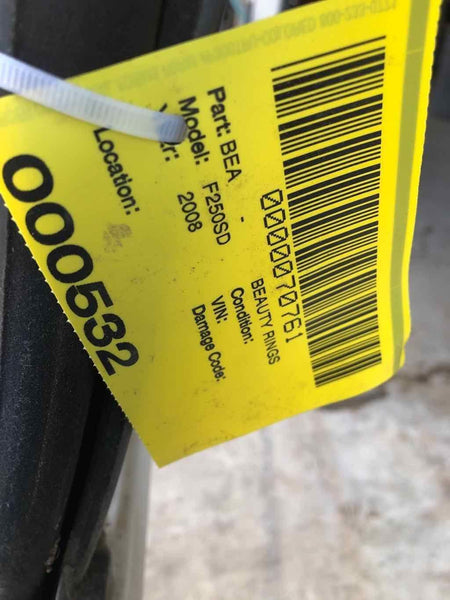 0000070761
Part: BEA - BEAUTY RINGS
Model: F250SD Condition:
2008 VIN:
Location: Damage Code:
000532